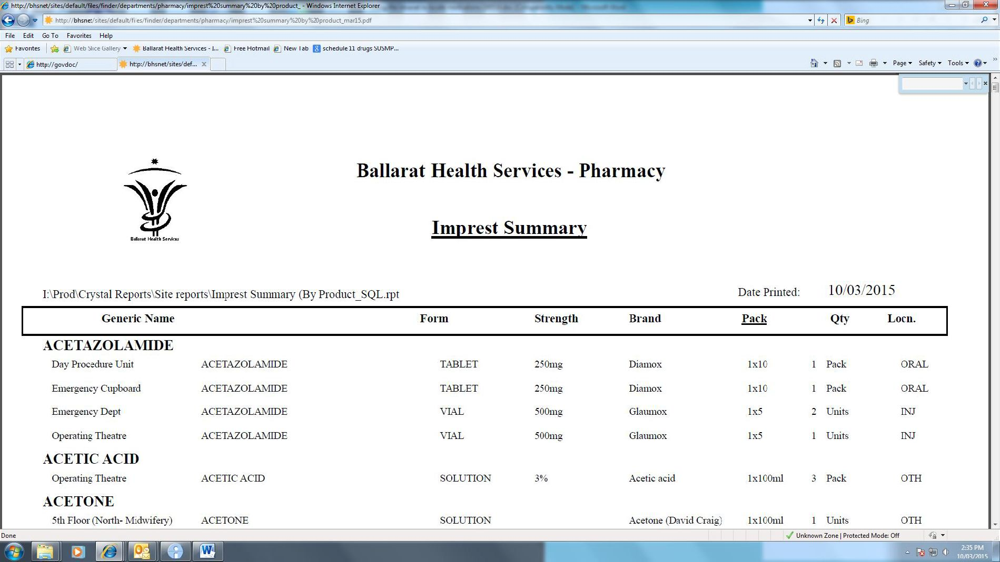 http://bhsnet/sites/default/files/finder/departments/pharmacy/imprest%20summary%20by%20product_ - Windows Internet Explorer
http://bhsnet/sites/default/files/finder/departments/pharmacy/imprest%20summary%20by%20product_mar15.pdf
Bing
File Edit Go To Favorites Help
Favorites Web Slice Gallery Ballarat Health Services - I... Free Hotmail New Tab schedule 11 drugs SUSMP...
http://govdoc/ http://bhsnet/sites/def... Page Safety Tools
Ballarat Health Services - Pharmacy
Imprest Summary
Ballarat Health Services
I:\Prod\Crystal Reports\Site reports\Imprest Summary (By Product_SQL.rpt Date Printed: 10/03/2015
Generic Name Form Strength Brand Pack Qty Locn.
ACETAZOLAMIDE
Day Procedure Unit ACETAZOLAMIDE TABLET 250mg Diamox 1x10 1 Pack ORAL
Emergency Cupboard ACETAZOLAMIDE TABLET 250mg Diamox 1x10 1 Pack ORAL
Emergency Dept ACETAZOLAMIDE VIAL 500mg Glaumox 1x5 2 Units INJ
Operating Theatre ACETAZOLAMIDE VIAL 500mg Glaumox 1x5 1 Units INJ
ACETIC ACID
Operating Theatre ACETIC ACID SOLUTION 3% Acetic acid 1x100ml 3 Pack OTH
ACETONE
5th Floor (North- Midwifery) ACETONE SOLUTION Acetone (David Craig) 1x100ml 1 Units OTH
Done Unknown Zone | Protected Mode: Off
2:35 PM
10/03/2015